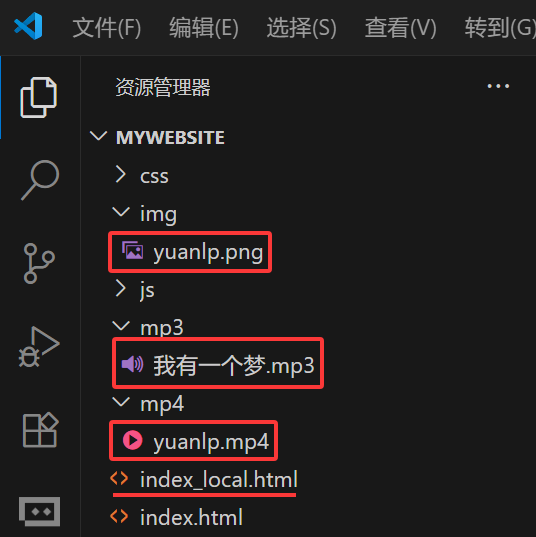 文件(F) 编辑(E) 选择(S) 查看(V) 转到(G)
资源管理器 ···
MYWEBSITE
css
img
yuanlp.png
js
mp3
我有一个梦.mp3
mp4
yuanlp.mp4
index_local.html
index.html